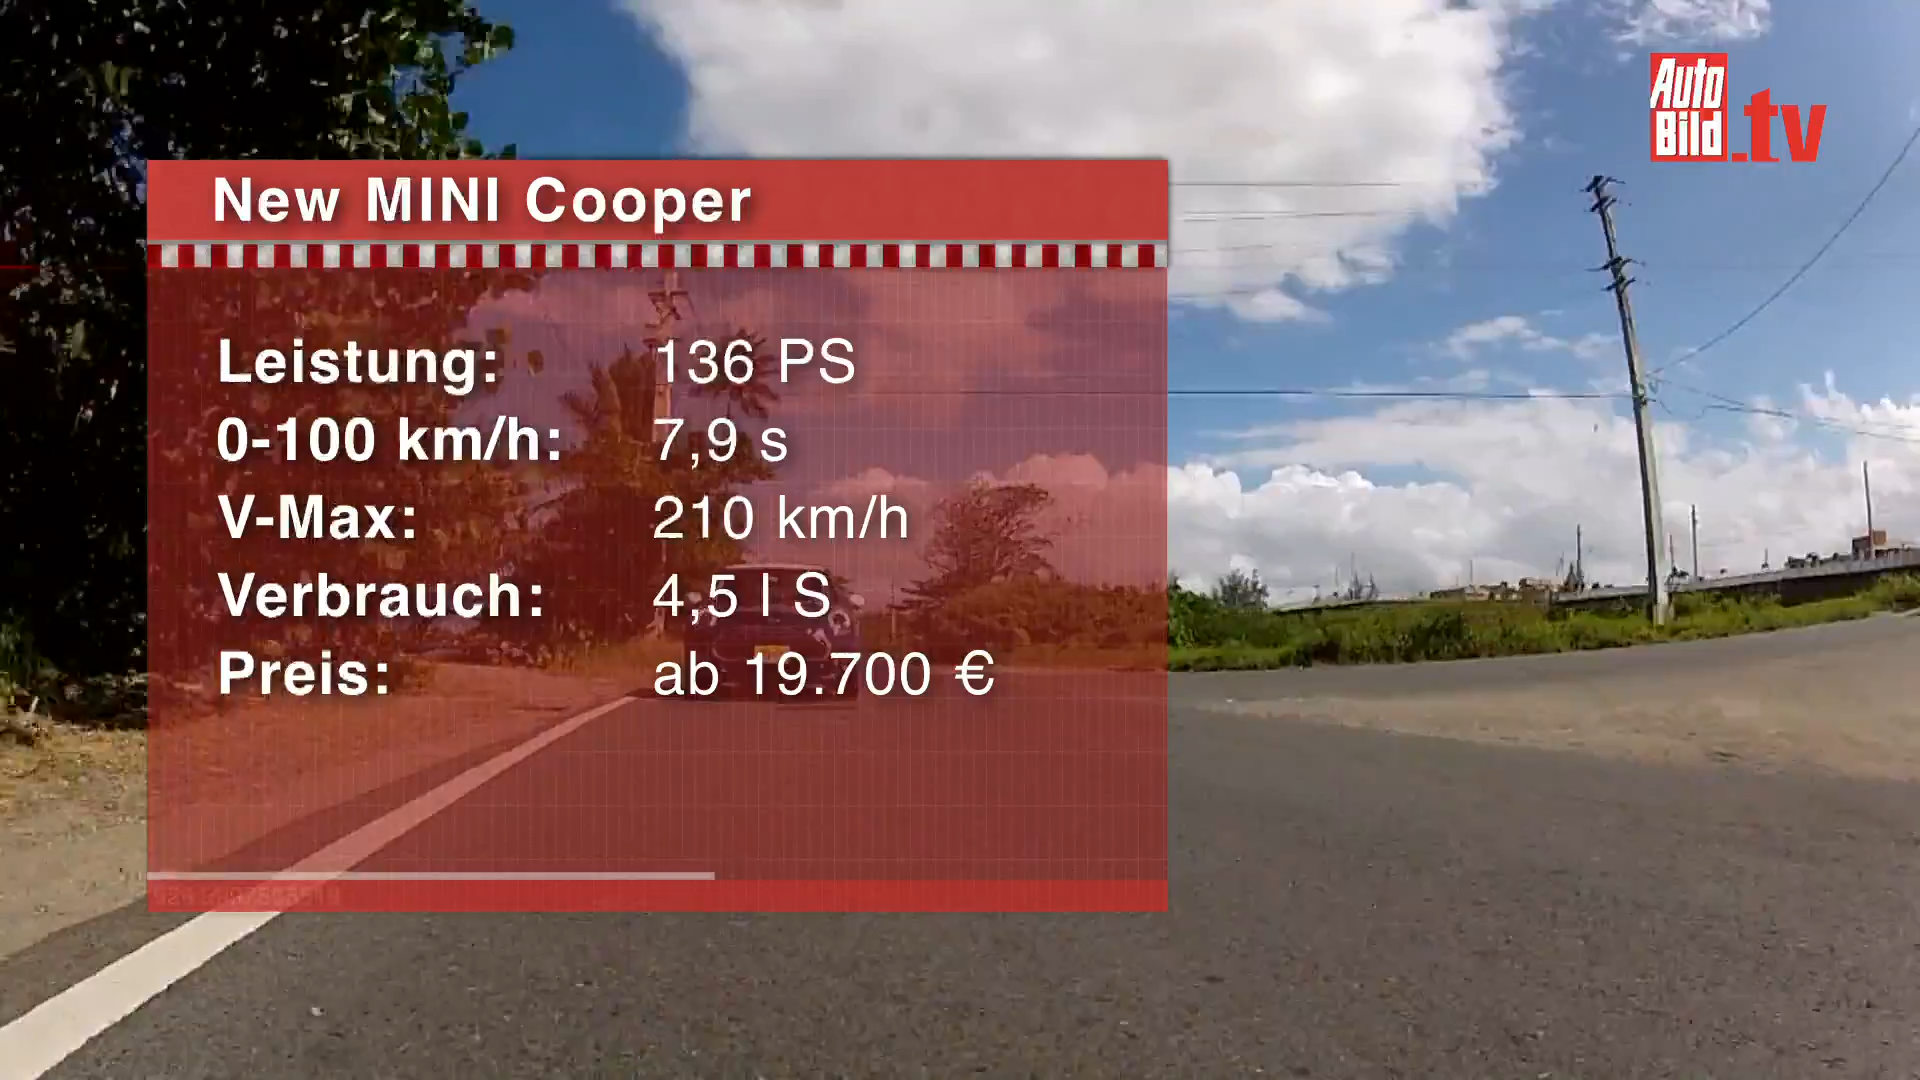 Auto
Bild.tv
New MINI Cooper
Leistung: 136 PS
0-100 km/h: 7,9 s
V-Max: 210 km/h
Verbrauch: 4,5 l S
Preis: ab 19.700 €